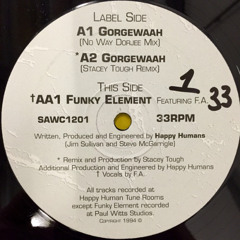 Label Side
A1 Gorgewaah
(No Way Dorjee Mix)
*A2 Gorgewaah
(Stacey Tough Remix)
This Side
†AA1 Funky Element Featuring F.A.
1
33
SAWC1201 33RPM
Written, Produced and Engineered by Happy Humans
(Jim Sullivan and Steve McGarrigle)
* Remix and Production by Stacey Tough
Additional Production and Engineered by Happy Humans
† Vocals by F.A.
All tracks recorded at
Happy Human Tune Rooms
except Funky Element recorded
at Paul Witts Studios.
Copyright 1994 ®